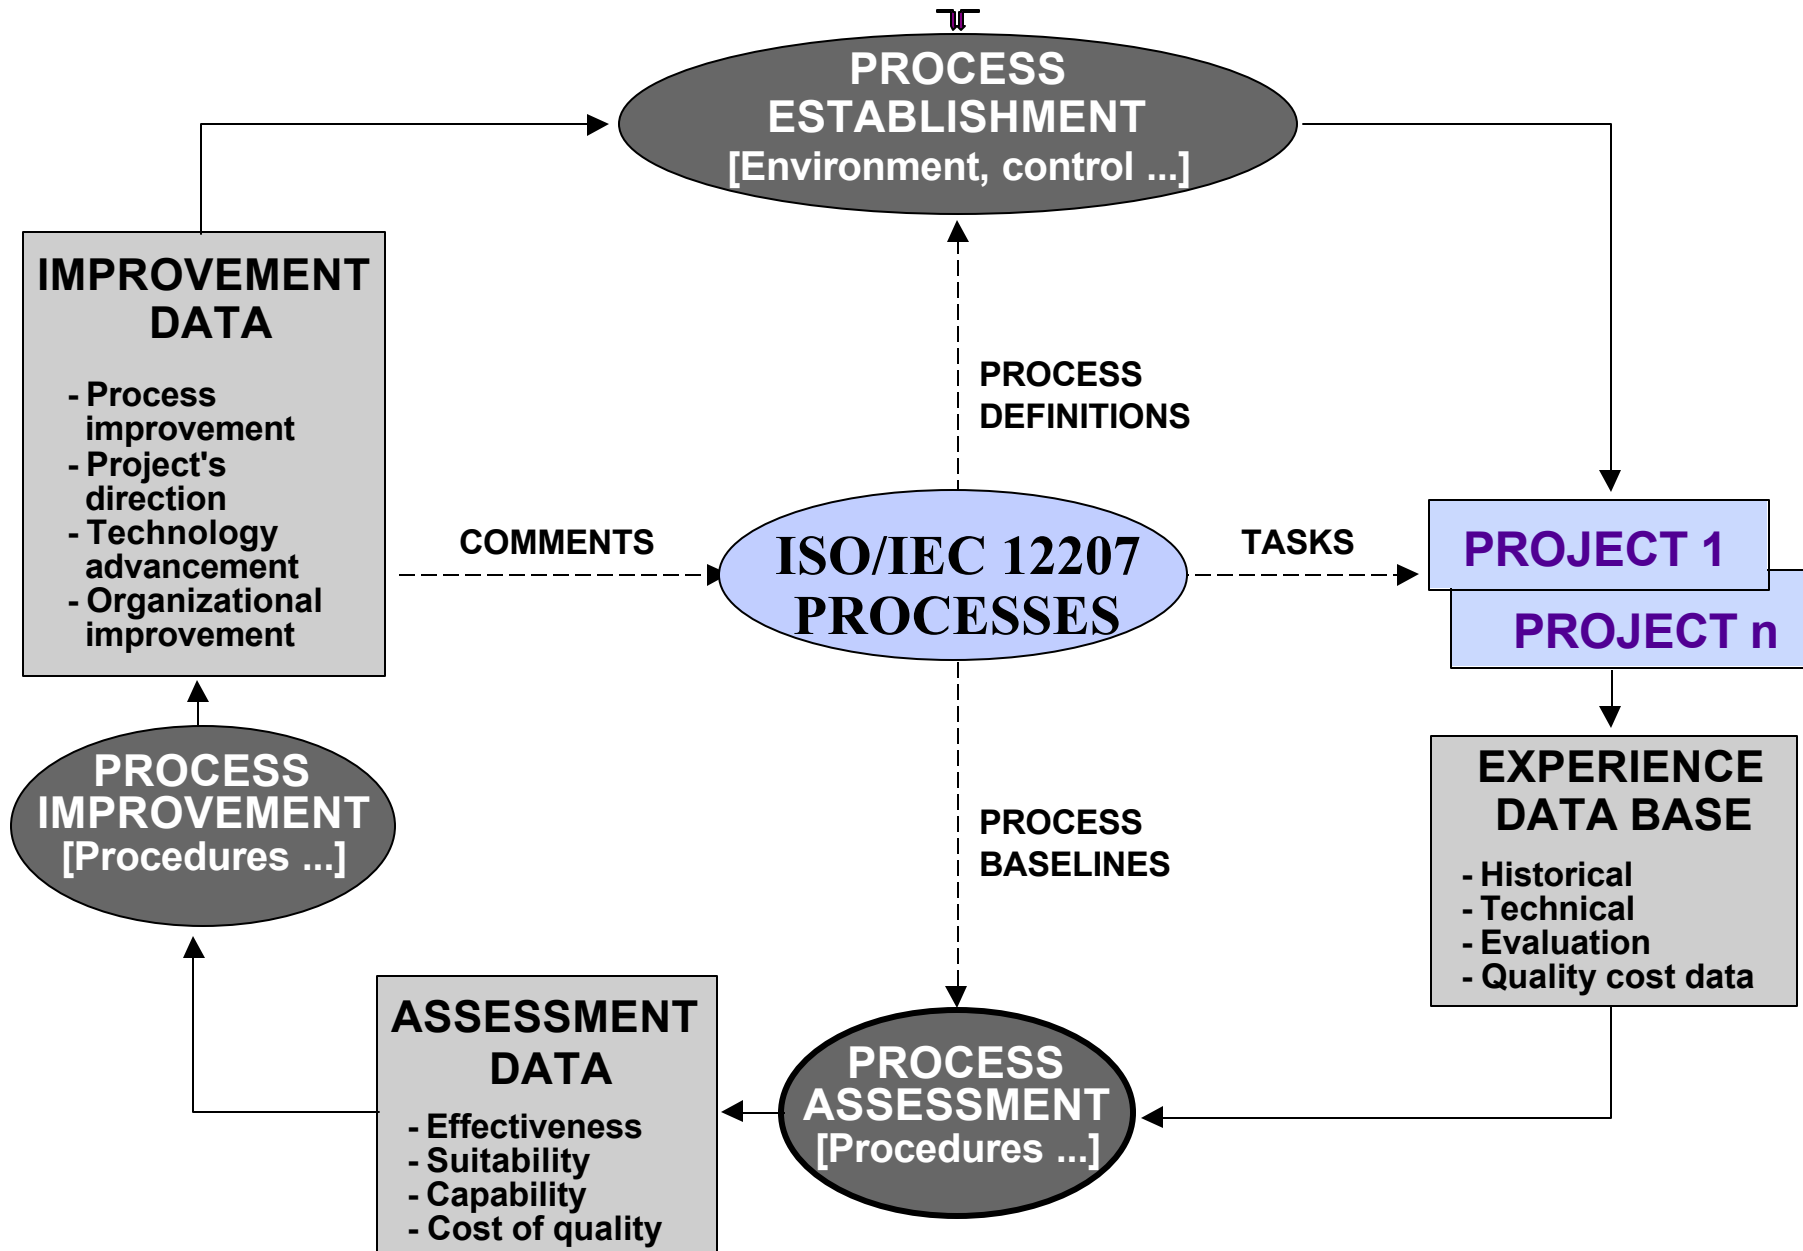 PROCESS
ESTABLISHMENT
[Environment, control ...]
IMPROVEMENT
DATA
- Process
improvement
- Project's
direction
- Technology
advancement
- Organizational
improvement
PROCESS
DEFINITIONS
COMMENTS
ISO/IEC 12207
PROCESSES
TASKS
PROJECT 1
PROJECT n
PROCESS
IMPROVEMENT
[Procedures ...]
PROCESS
BASELINES
EXPERIENCE
DATA BASE
- Historical
- Technical
- Evaluation
- Quality cost data
ASSESSMENT
DATA
- Effectiveness
- Suitability
- Capability
- Cost of quality
PROCESS
ASSESSMENT
[Procedures ...]